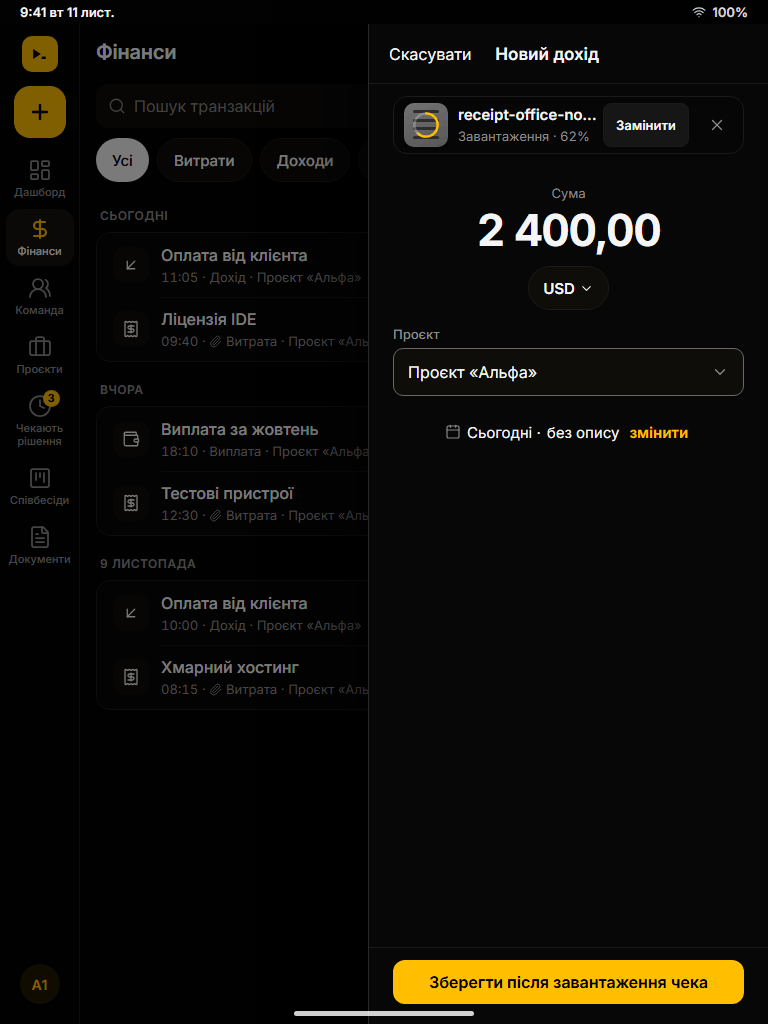 9:41 вт 11 лист.
100%
Дашборд
Фінанси
Команда
Проєкти
3
Чекають
рішення
Співбесіди
Документи
A1
Фінанси
Пошук транзакцій
Усі
Витрати
Доходи
СЬОГОДНІ
Оплата від клієнта
11:05 · Дохід · Проєкт «Альфа»
Ліцензія IDE
09:40 · Витрата · Проєкт «Аль
ВЧОРА
Виплата за жовтень
18:10 · Виплата · Проєкт «Альфа
Тестові пристрої
12:30 · Витрата · Проєкт «Аль
9 ЛИСТОПАДА
Оплата від клієнта
10:00 · Дохід · Проєкт «Альфа»
Хмарний хостинг
08:15 · Витрата · Проєкт «Аль
Скасувати
Новий дохід
receipt-office-no...
Завантаження · 62%
Замінити
Сума
2 400,00
USD
Проєкт
Проєкт «Альфа»
Сьогодні · без опису змінити
Зберегти після завантаження чека